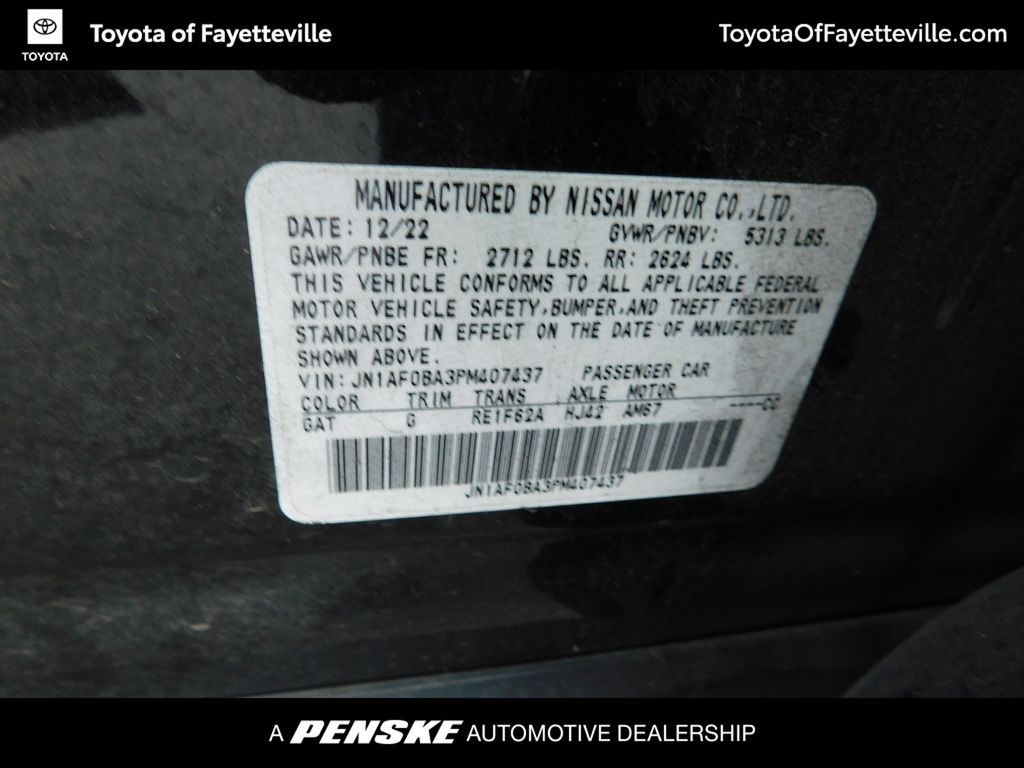 TOYOTA
Toyota of Fayetteville
ToyotaOfFayetteville.com
MANUFACTURED BY NISSAN MOTOR CO.,LTD.
DATE: 12/22 GVWR/PNBV: 5313 LBS.
GAWR/PNBE FR: 2712 LBS. RR: 2624 LBS.
THIS VEHICLE CONFORMS TO ALL APPLICABLE FEDERAL
MOTOR VEHICLE SAFETY,BUMPER,AND THEFT PREVENTION
STANDARDS IN EFFECT ON THE DATE OF MANUFACTURE
SHOWN ABOVE.
VIN:JN1AF0BA3PM407437 PASSENGER CAR
COLOR TRIM TRANS AXLE MOTOR
GAT G RE1F62A HJ42 AM67 ----CC
JN1AF0BA3PM407437
A PENSKE AUTOMOTIVE DEALERSHIP